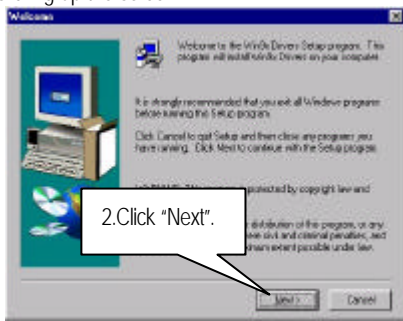 Welcome
Welcome to the Win9x Drivers Setup program. This
program will install Win9x Drivers on your computer.
It is strongly recommended that you exit all Windows programs
before running this Setup program.
Click Cancel to quit Setup and then close any programs you
have running. Click Next to continue with the Setup program.
protected by copyright law and
2.Click “Next”.
distribution of this program, or any
civil and criminal penalties, and
maximum extent possible under law.
Next >
Cancel